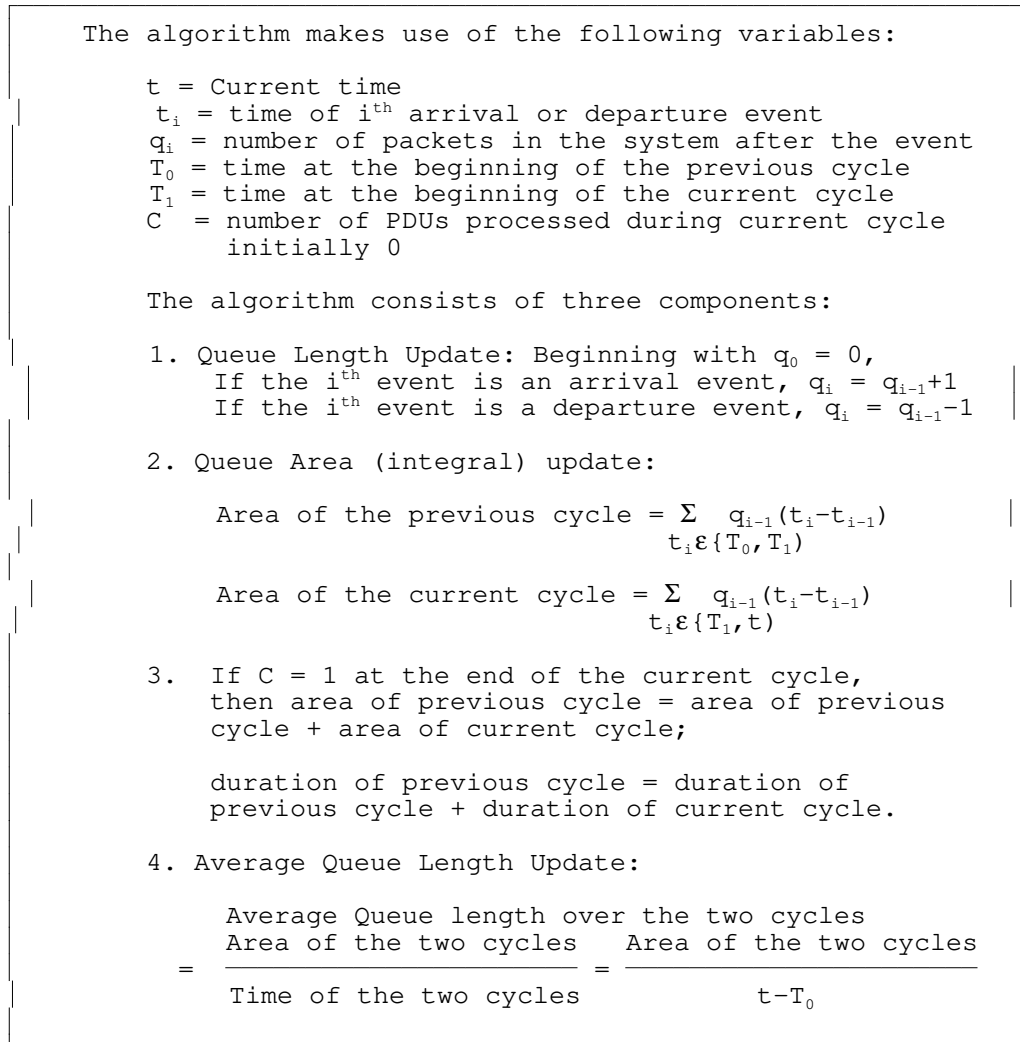 The algorithm makes use of the following variables:
t = Current time
tᵢ = time of iᵗʰ arrival or departure event
qᵢ = number of packets in the system after the event
T₀ = time at the beginning of the previous cycle
T₁ = time at the beginning of the current cycle
C = number of PDUs processed during current cycle
initially 0
The algorithm consists of three components:
1. Queue Length Update: Beginning with q₀ = 0,
If the iᵗʰ event is an arrival event, qᵢ = qᵢ₋₁+1
If the iᵗʰ event is a departure event, qᵢ = qᵢ₋₁−1
2. Queue Area (integral) update:
Area of the previous cycle = Σ qᵢ₋₁(tᵢ−tᵢ₋₁)
tᵢε{T₀,T₁)
Area of the current cycle = Σ qᵢ₋₁(tᵢ−tᵢ₋₁)
tᵢε{T₁,t)
3. If C = 1 at the end of the current cycle,
then area of previous cycle = area of previous
cycle + area of current cycle;
duration of previous cycle = duration of
previous cycle + duration of current cycle.
4. Average Queue Length Update:
Average Queue length over the two cycles
Area of the two cycles Area of the two cycles
= =
Time of the two cycles t−T₀